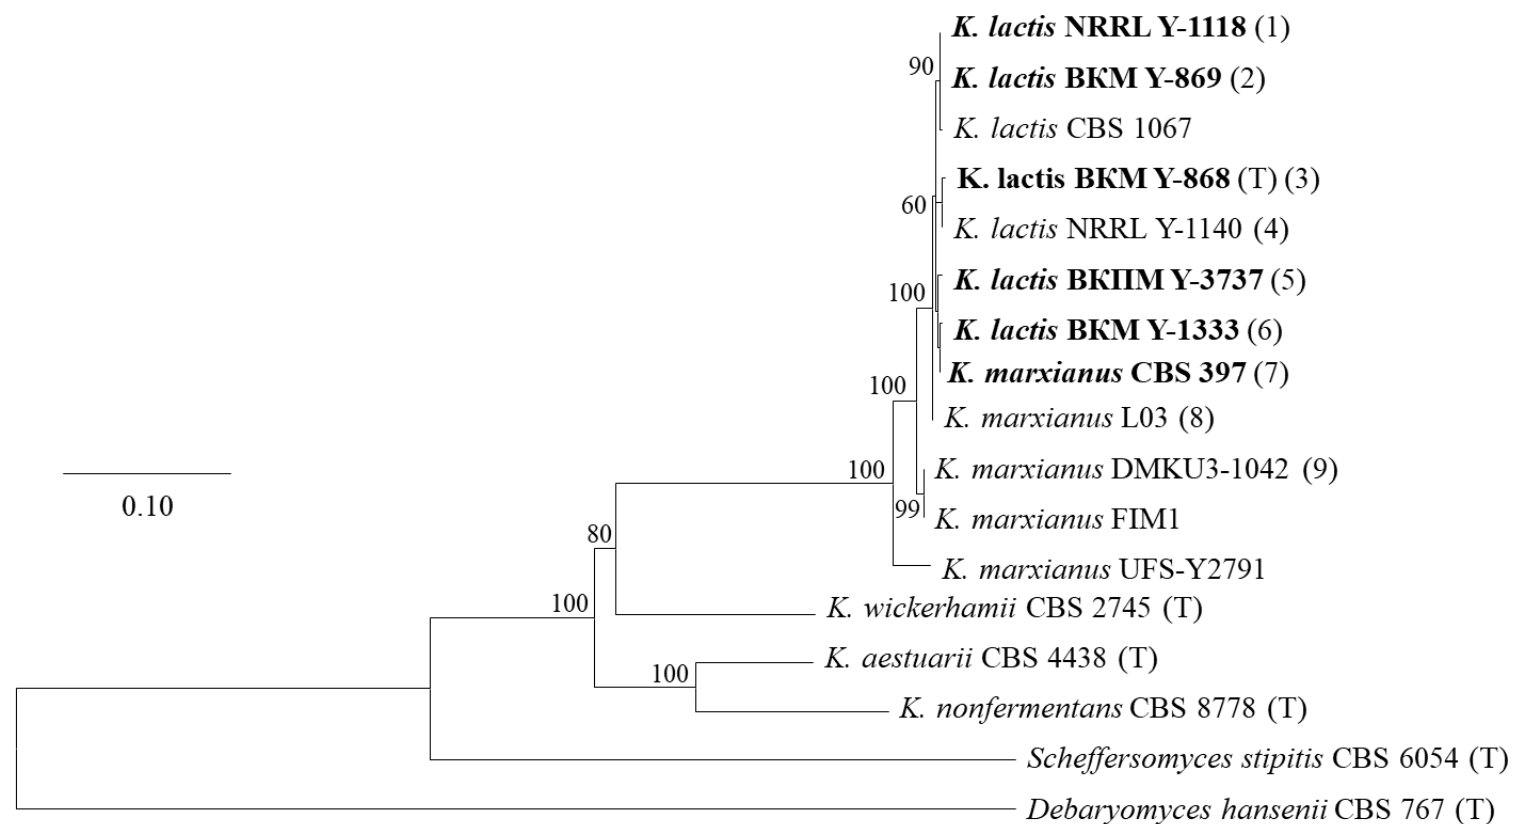 K. lactis NRRL Y-1118 (1)
90
K. lactis ВКМ Y-869 (2)
K. lactis CBS 1067
K. lactis ВКМ Y-868 (T) (3)
60
K. lactis NRRL Y-1140 (4)
K. lactis ВКПМ Y-3737 (5)
100
K. lactis ВКМ Y-1333 (6)
K. marxianus CBS 397 (7)
100
K. marxianus L03 (8)
K. marxianus DMKU3-1042 (9)
100
0.10
99
K. marxianus FIM1
80
K. marxianus UFS-Y2791
100
K. wickerhamii CBS 2745 (T)
K. aestuarii CBS 4438 (T)
100
K. nonfermentans CBS 8778 (T)
Scheffersomyces stipitis CBS 6054 (T)
Debaryomyces hansenii CBS 767 (T)